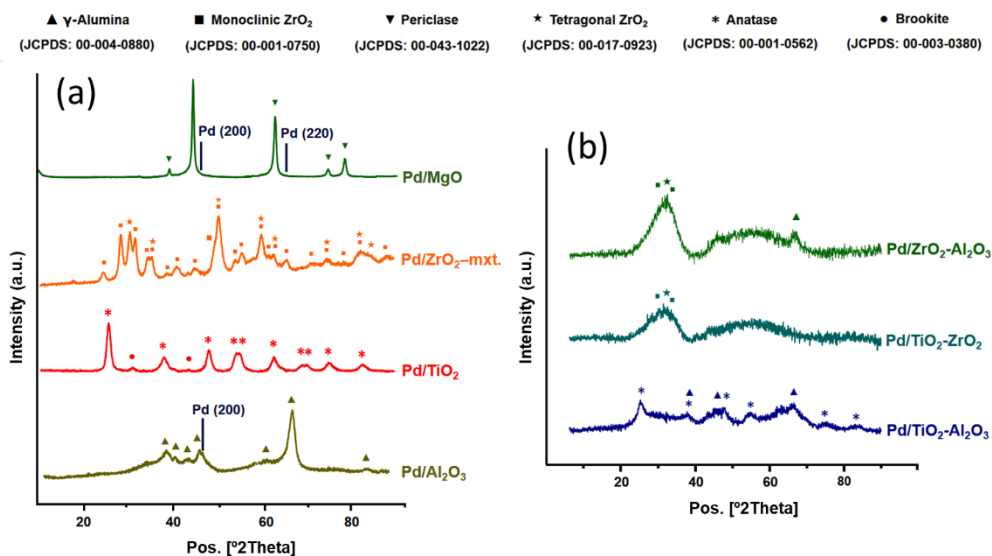 ▲ γ-Alumina
(JCPDS: 00-004-0880)
■ Monoclinic ZrO₂
(JCPDS: 00-001-0750)
▼ Periclase
(JCPDS: 00-043-1022)
★ Tetragonal ZrO₂
(JCPDS: 00-017-0923)
* Anatase
(JCPDS: 00-001-0562)
● Brookite
(JCPDS: 00-003-0380)
(a)
Intensity (a.u.)
Pd (200)
Pd (220)
Pd/MgO
Pd/ZrO₂–mxt.
Pd/TiO₂
Pd (200)
Pd/Al₂O₃
20 40 60 80
Pos. [°2Theta]
(b)
Intensity (a.u.)
Pd/ZrO₂-Al₂O₃
Pd/TiO₂-ZrO₂
Pd/TiO₂-Al₂O₃
20 40 60 80
Pos. [°2Theta]